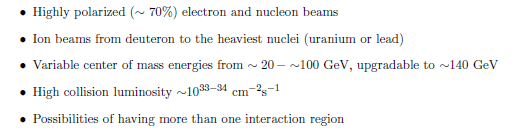 • Highly polarized (∼ 70%) electron and nucleon beams
• Ion beams from deuteron to the heaviest nuclei (uranium or lead)
• Variable center of mass energies from ∼ 20 − ∼100 GeV, upgradable to ∼140 GeV
• High collision luminosity ∼10³³⁻³⁴ cm⁻²s⁻¹
• Possibilities of having more than one interaction region